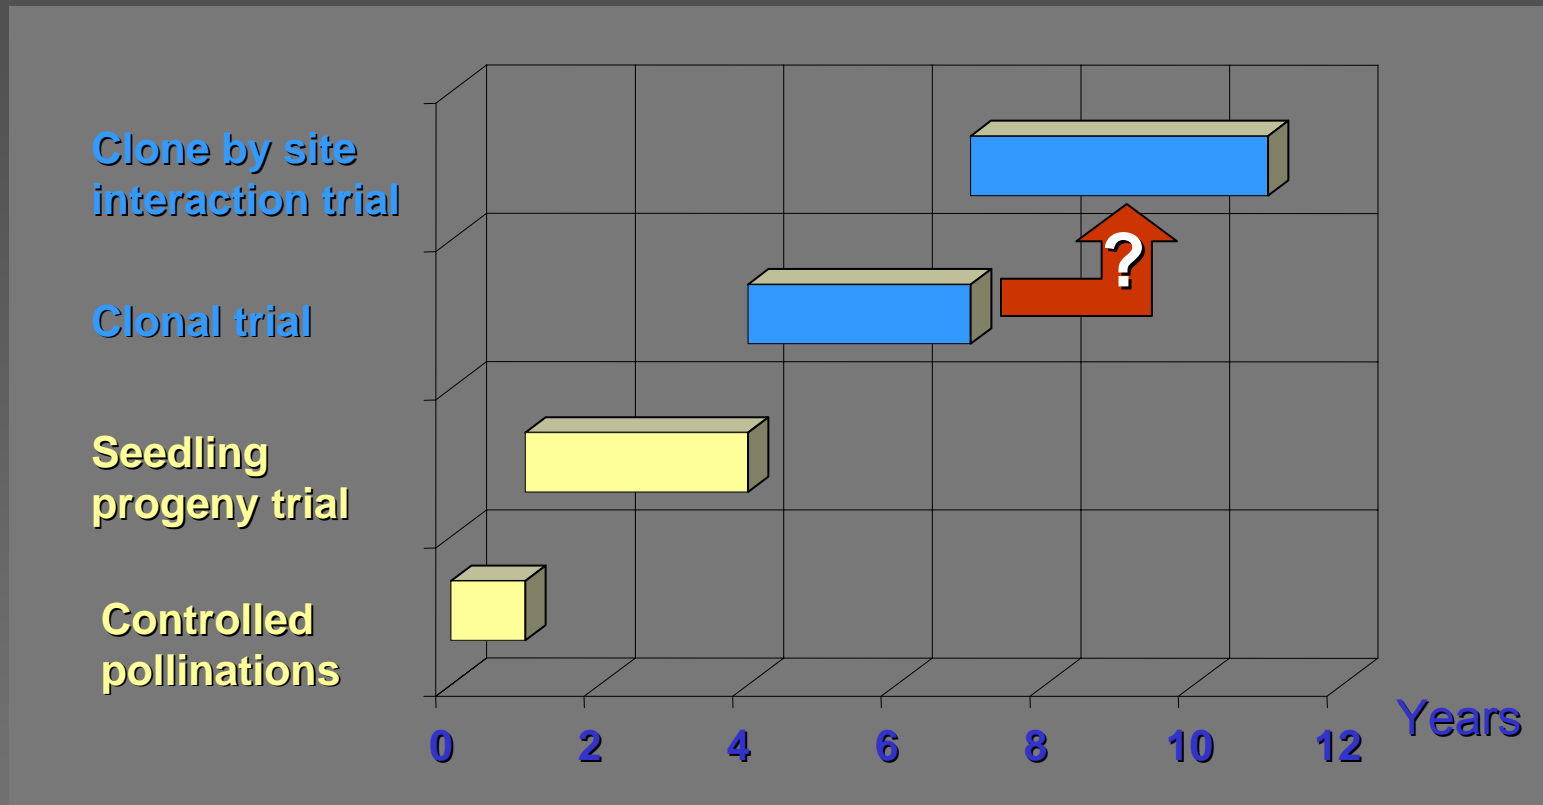 Clone by site
interaction trial
?
Clonal trial
Seedling
progeny trial
Controlled
pollinations
0 2 4 6 8 10 12
Years